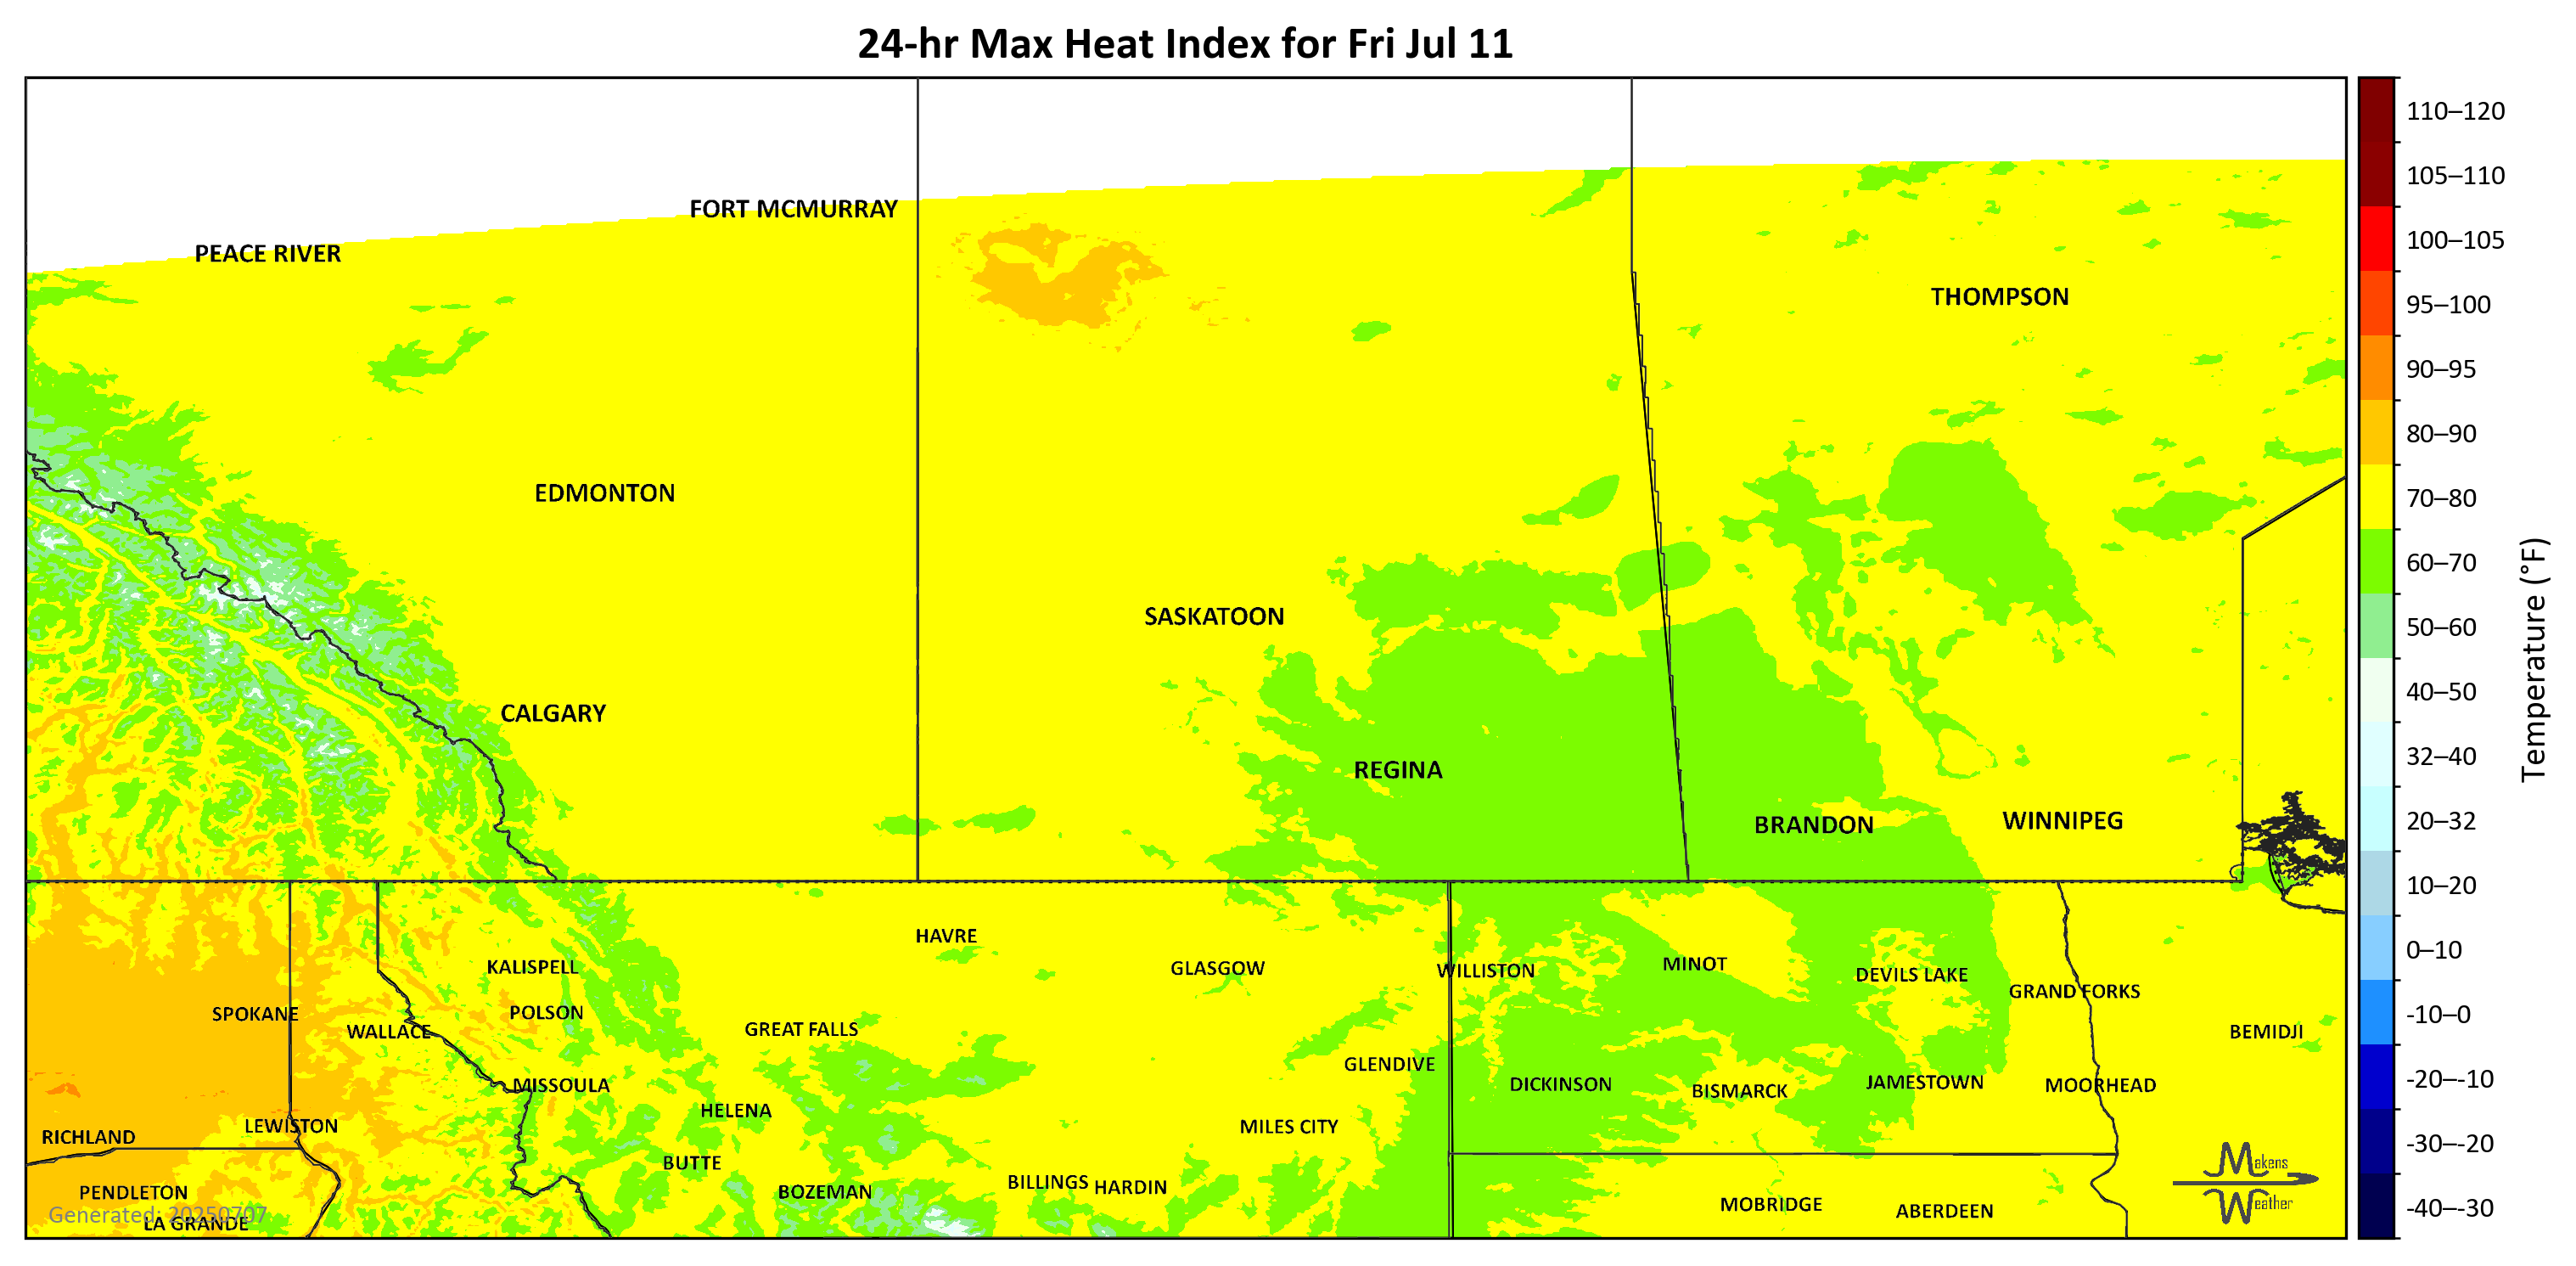 24-hr Max Heat Index for Fri Jul 11
110–120
105–110
FORT MCMURRAY
100–105
PEACE RIVER
THOMPSON
95–100
90–95
80–90
EDMONTON
70–80
60–70
SASKATOON
50–60
Temperature (°F)
40–50
CALGARY
32–40
REGINA
20–32
BRANDON
WINNIPEG
10–20
HAVRE
0–10
KALISPELL
GLASGOW
WILLISTON
MINOT
DEVILS LAKE
GRAND FORKS
SPOKANE
POLSON
-10–0
WALLACE
GREAT FALLS
BEMIDJI
GLENDIVE
-20–-10
MISSOULA
DICKINSON
BISMARCK
JAMESTOWN
MOORHEAD
HELENA
LEWISTON
MILES CITY
RICHLAND
-30–-20
BUTTE
Makens
Weather
PENDLETON
BOZEMAN
BILLINGS
HARDIN
MOBRIDGE
ABERDEEN
-40–-30
Generated: 20250707
LA GRANDE